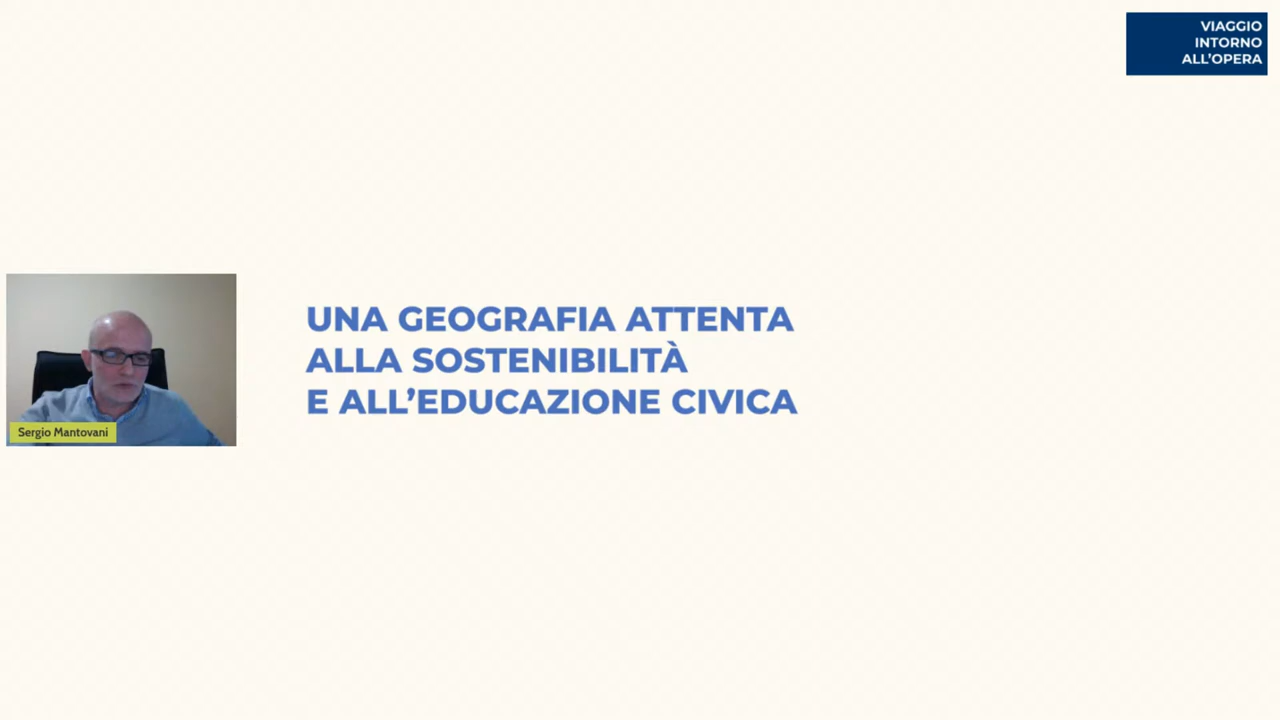 VIAGGIO
INTORNO
ALL'OPERA
UNA GEOGRAFIA ATTENTA
ALLA SOSTENIBILITÀ
E ALL'EDUCAZIONE CIVICA
Sergio Mantovani